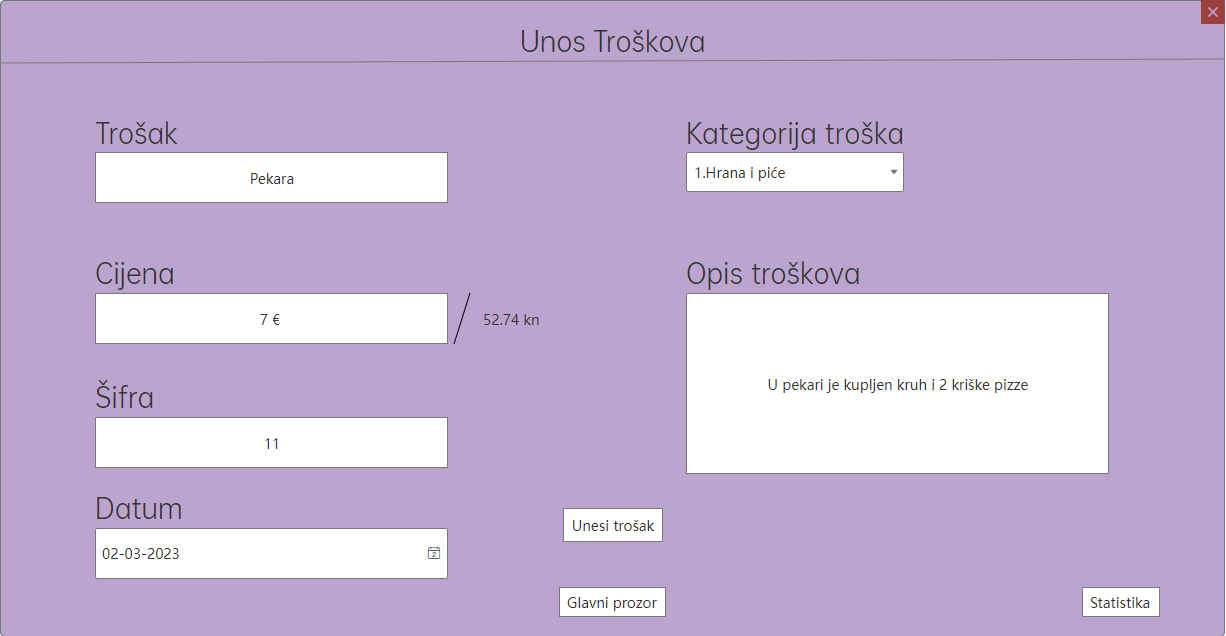 Unos Troškova
Trošak
Pekara
Kategorija troška
1.Hrana i piće
Cijena
7 €
52.74 kn
Opis troškova
U pekari je kupljen kruh i 2 kriške pizze
Šifra
11
Datum
02-03-2023
Unesi trošak
Glavni prozor
Statistika